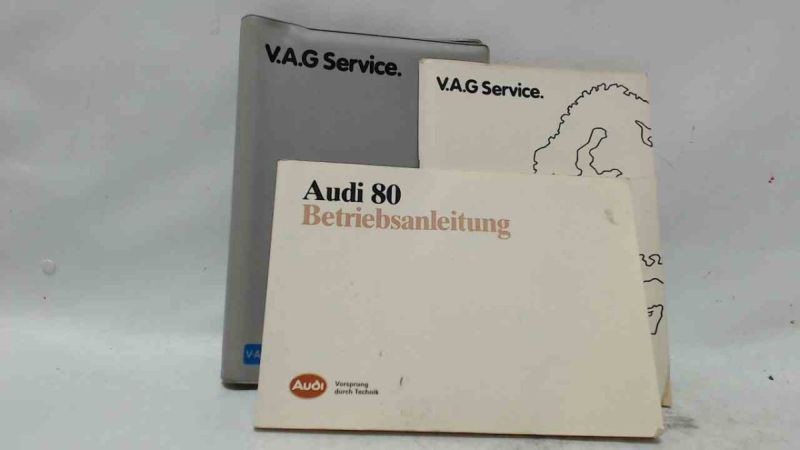 V.A.G Service.
V.A.G Service.
Audi 80
Betriebsanleitung
Audi
Vorsprung
durch Technik
V·A